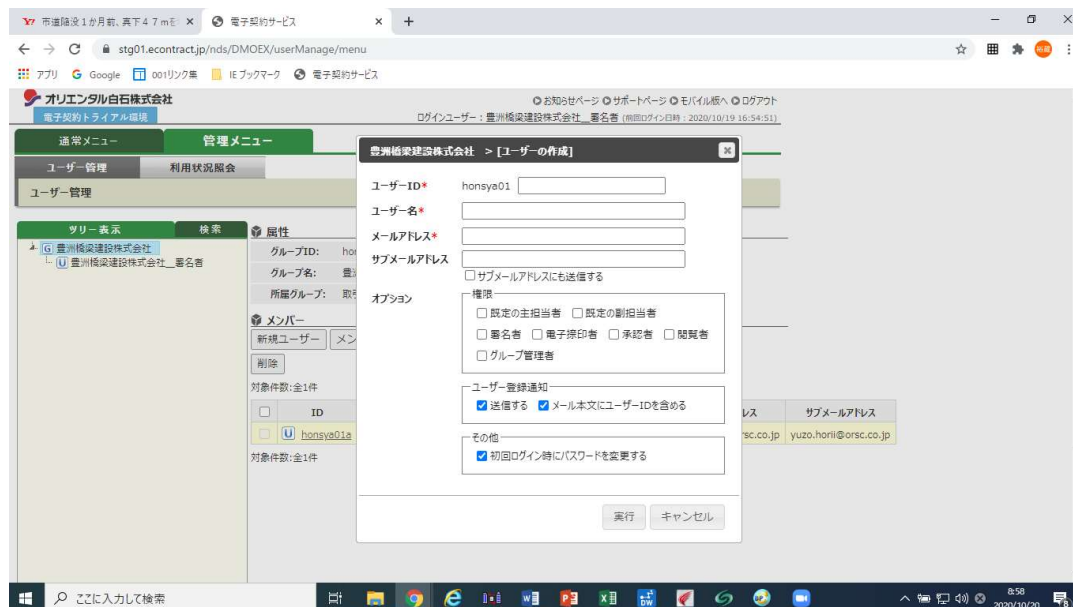 市道陥没1か月前、真下47mを
電子契約サービス
stg01.econtract.jp/nds/DMOEX/userManage/menu
アプリ Google 001リンク集 IE ブックマーク 電子契約サービス
オリエンタル白石株式会社
電子契約トライアル環境
お知らせページ サポートページ モバイル版へ ログアウト
ログインユーザー：豊洲橋梁建設株式会社__署名者 (前回ログイン日時：2020/10/19 16:54:51)
通常メニュー 管理メニュー
ユーザー管理 利用状況照会
ユーザー管理
ツリー表示 検索
G 豊洲橋梁建設株式会社
U 豊洲橋梁建設株式会社__署名者
属性
グループID: hon
グループ名: 豊洲
所属グループ: 取引
メンバー
新規ユーザー メン
削除
対象件数:全1件
ID
U honsya01a
対象件数:全1件
レス サブメールアドレス
rsc.co.jp yuzo.horii@orsc.co.jp
豊洲橋梁建設株式会社 > [ユーザーの作成]
ユーザーID* honsya01
ユーザー名*
メールアドレス*
サブメールアドレス
サブメールアドレスにも送信する
オプション
権限
既定の主担当者 既定の副担当者
署名者 電子捺印者 承認者 閲覧者
グループ管理者
ユーザー登録通知
送信する メール本文にユーザーIDを含める
その他
初回ログイン時にパスワードを変更する
実行 キャンセル
ここに入力して検索
8:58
2020/10/20